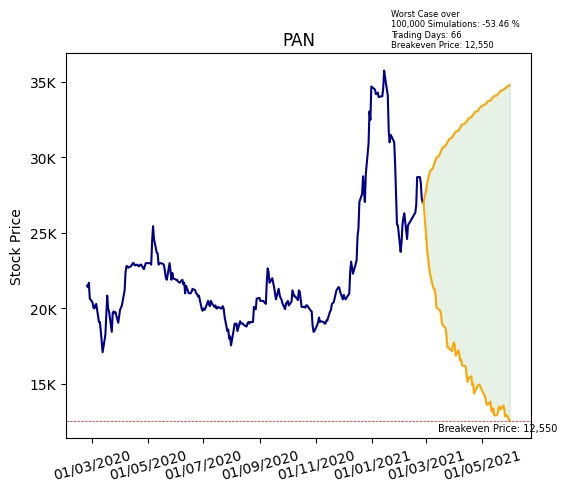 Worst Case over
100,000 Simulations: -53.46 %
Trading Days: 66
Breakeven Price: 12,550
PAN
Stock Price
35K
30K
25K
20K
15K
Breakeven Price: 12,550
01/03/2020
01/05/2020
01/07/2020
01/09/2020
01/11/2020
01/01/2021
01/03/2021
01/05/2021